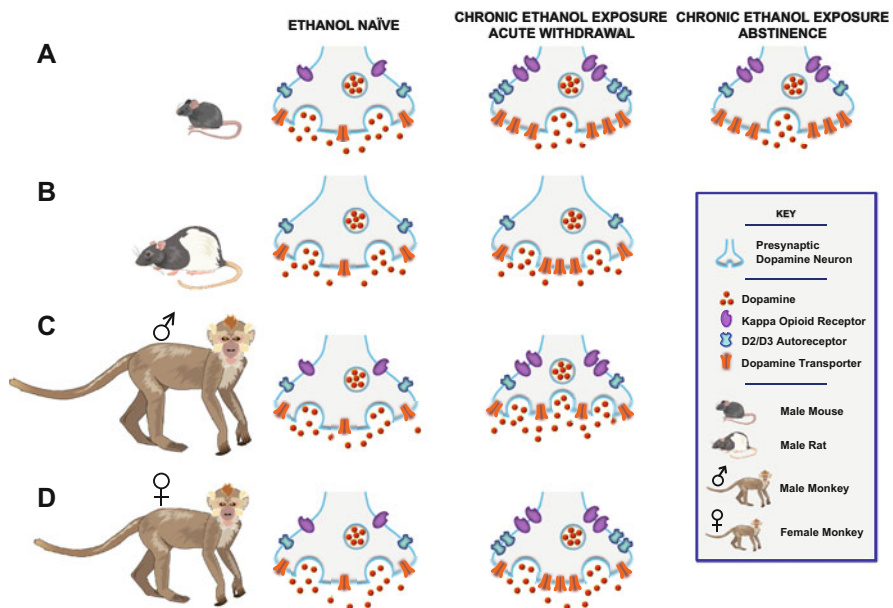 ETHANOL NAÏVE
CHRONIC ETHANOL EXPOSURE
ACUTE WITHDRAWAL
CHRONIC ETHANOL EXPOSURE
ABSTINENCE
A
B
C
♂
D
♀
KEY
Presynaptic
Dopamine Neuron
Dopamine
Kappa Opioid Receptor
D2/D3 Autoreceptor
Dopamine Transporter
Male Mouse
Male Rat
♂
Male Monkey
♀
Female Monkey